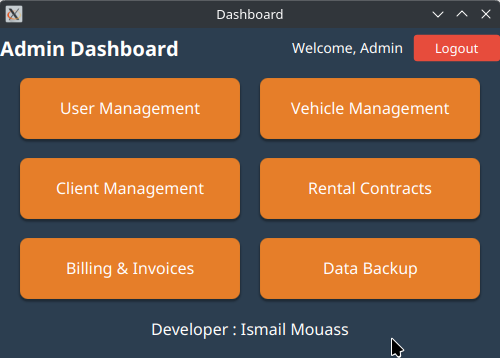 Dashboard
Admin Dashboard Welcome, Admin Logout
User Management Vehicle Management
Client Management Rental Contracts
Billing & Invoices Data Backup
Developer : Ismail Mouass